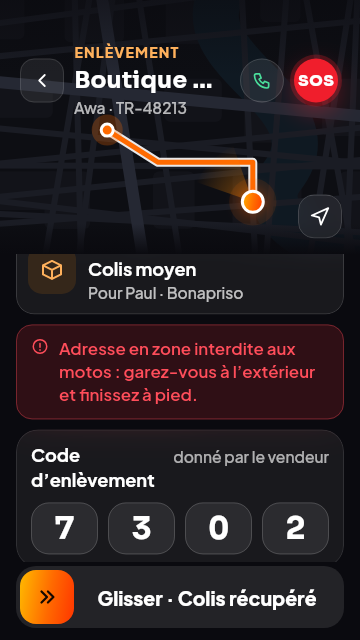 ENLÈVEMENT
Boutique ...
SOS
Awa · TR-48213
Colis moyen
Pour Paul · Bonapriso
Adresse en zone interdite aux
motos : garez-vous à l'extérieur
et finissez à pied.
Code
d'enlèvement
donné par le vendeur
7 3 0 2
Glisser · Colis récupéré